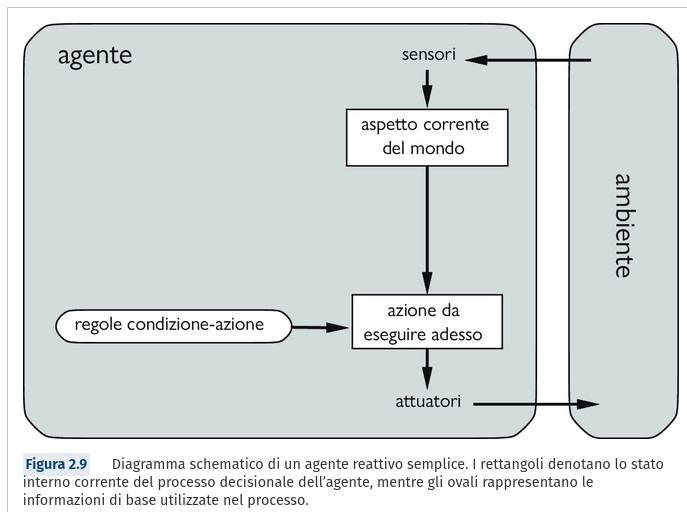 agente
sensori
aspetto corrente
del mondo
ambiente
regole condizione-azione
azione da
eseguire adesso
attuatori
Figura 2.9 Diagramma schematico di un agente reattivo semplice. I rettangoli denotano lo stato
interno corrente del processo decisionale dell’agente, mentre gli ovali rappresentano le
informazioni di base utilizzate nel processo.